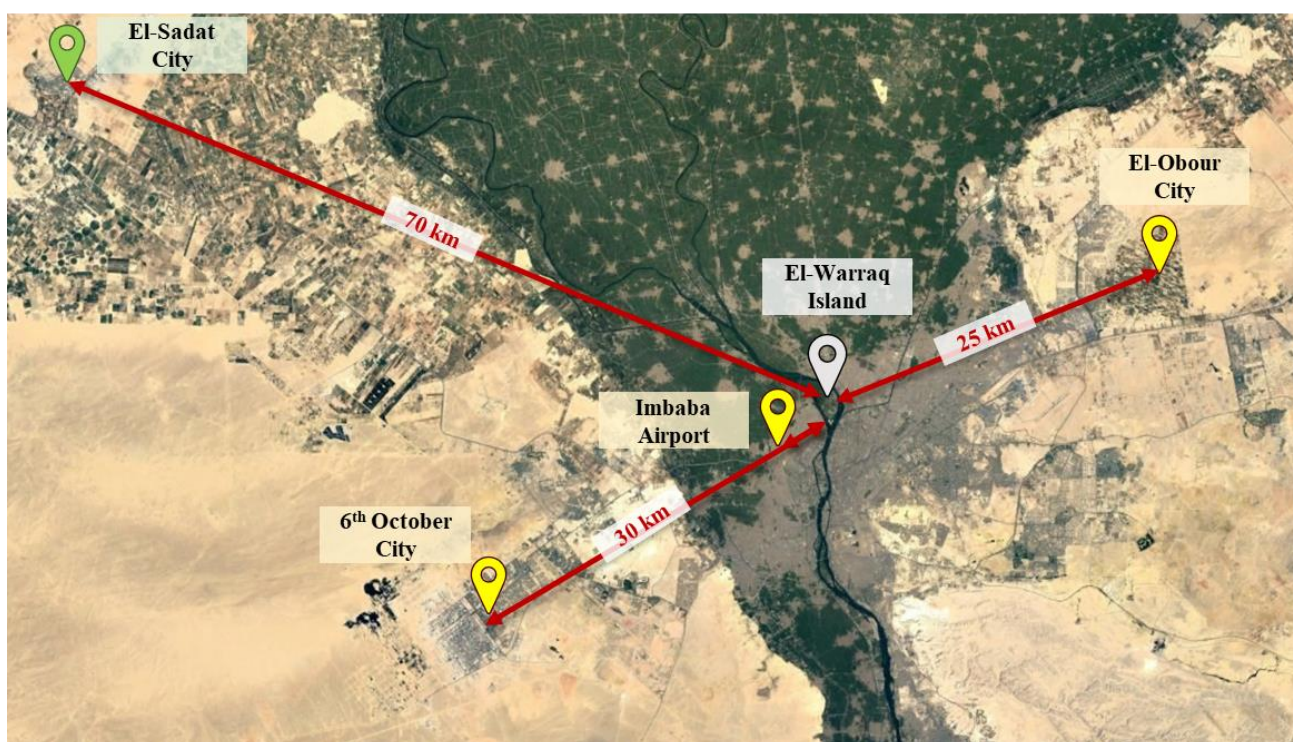 El-Sadat
City
70 km
El-Obour
City
El-Warraq
Island
25 km
Imbaba
Airport
30 km
6th October
City